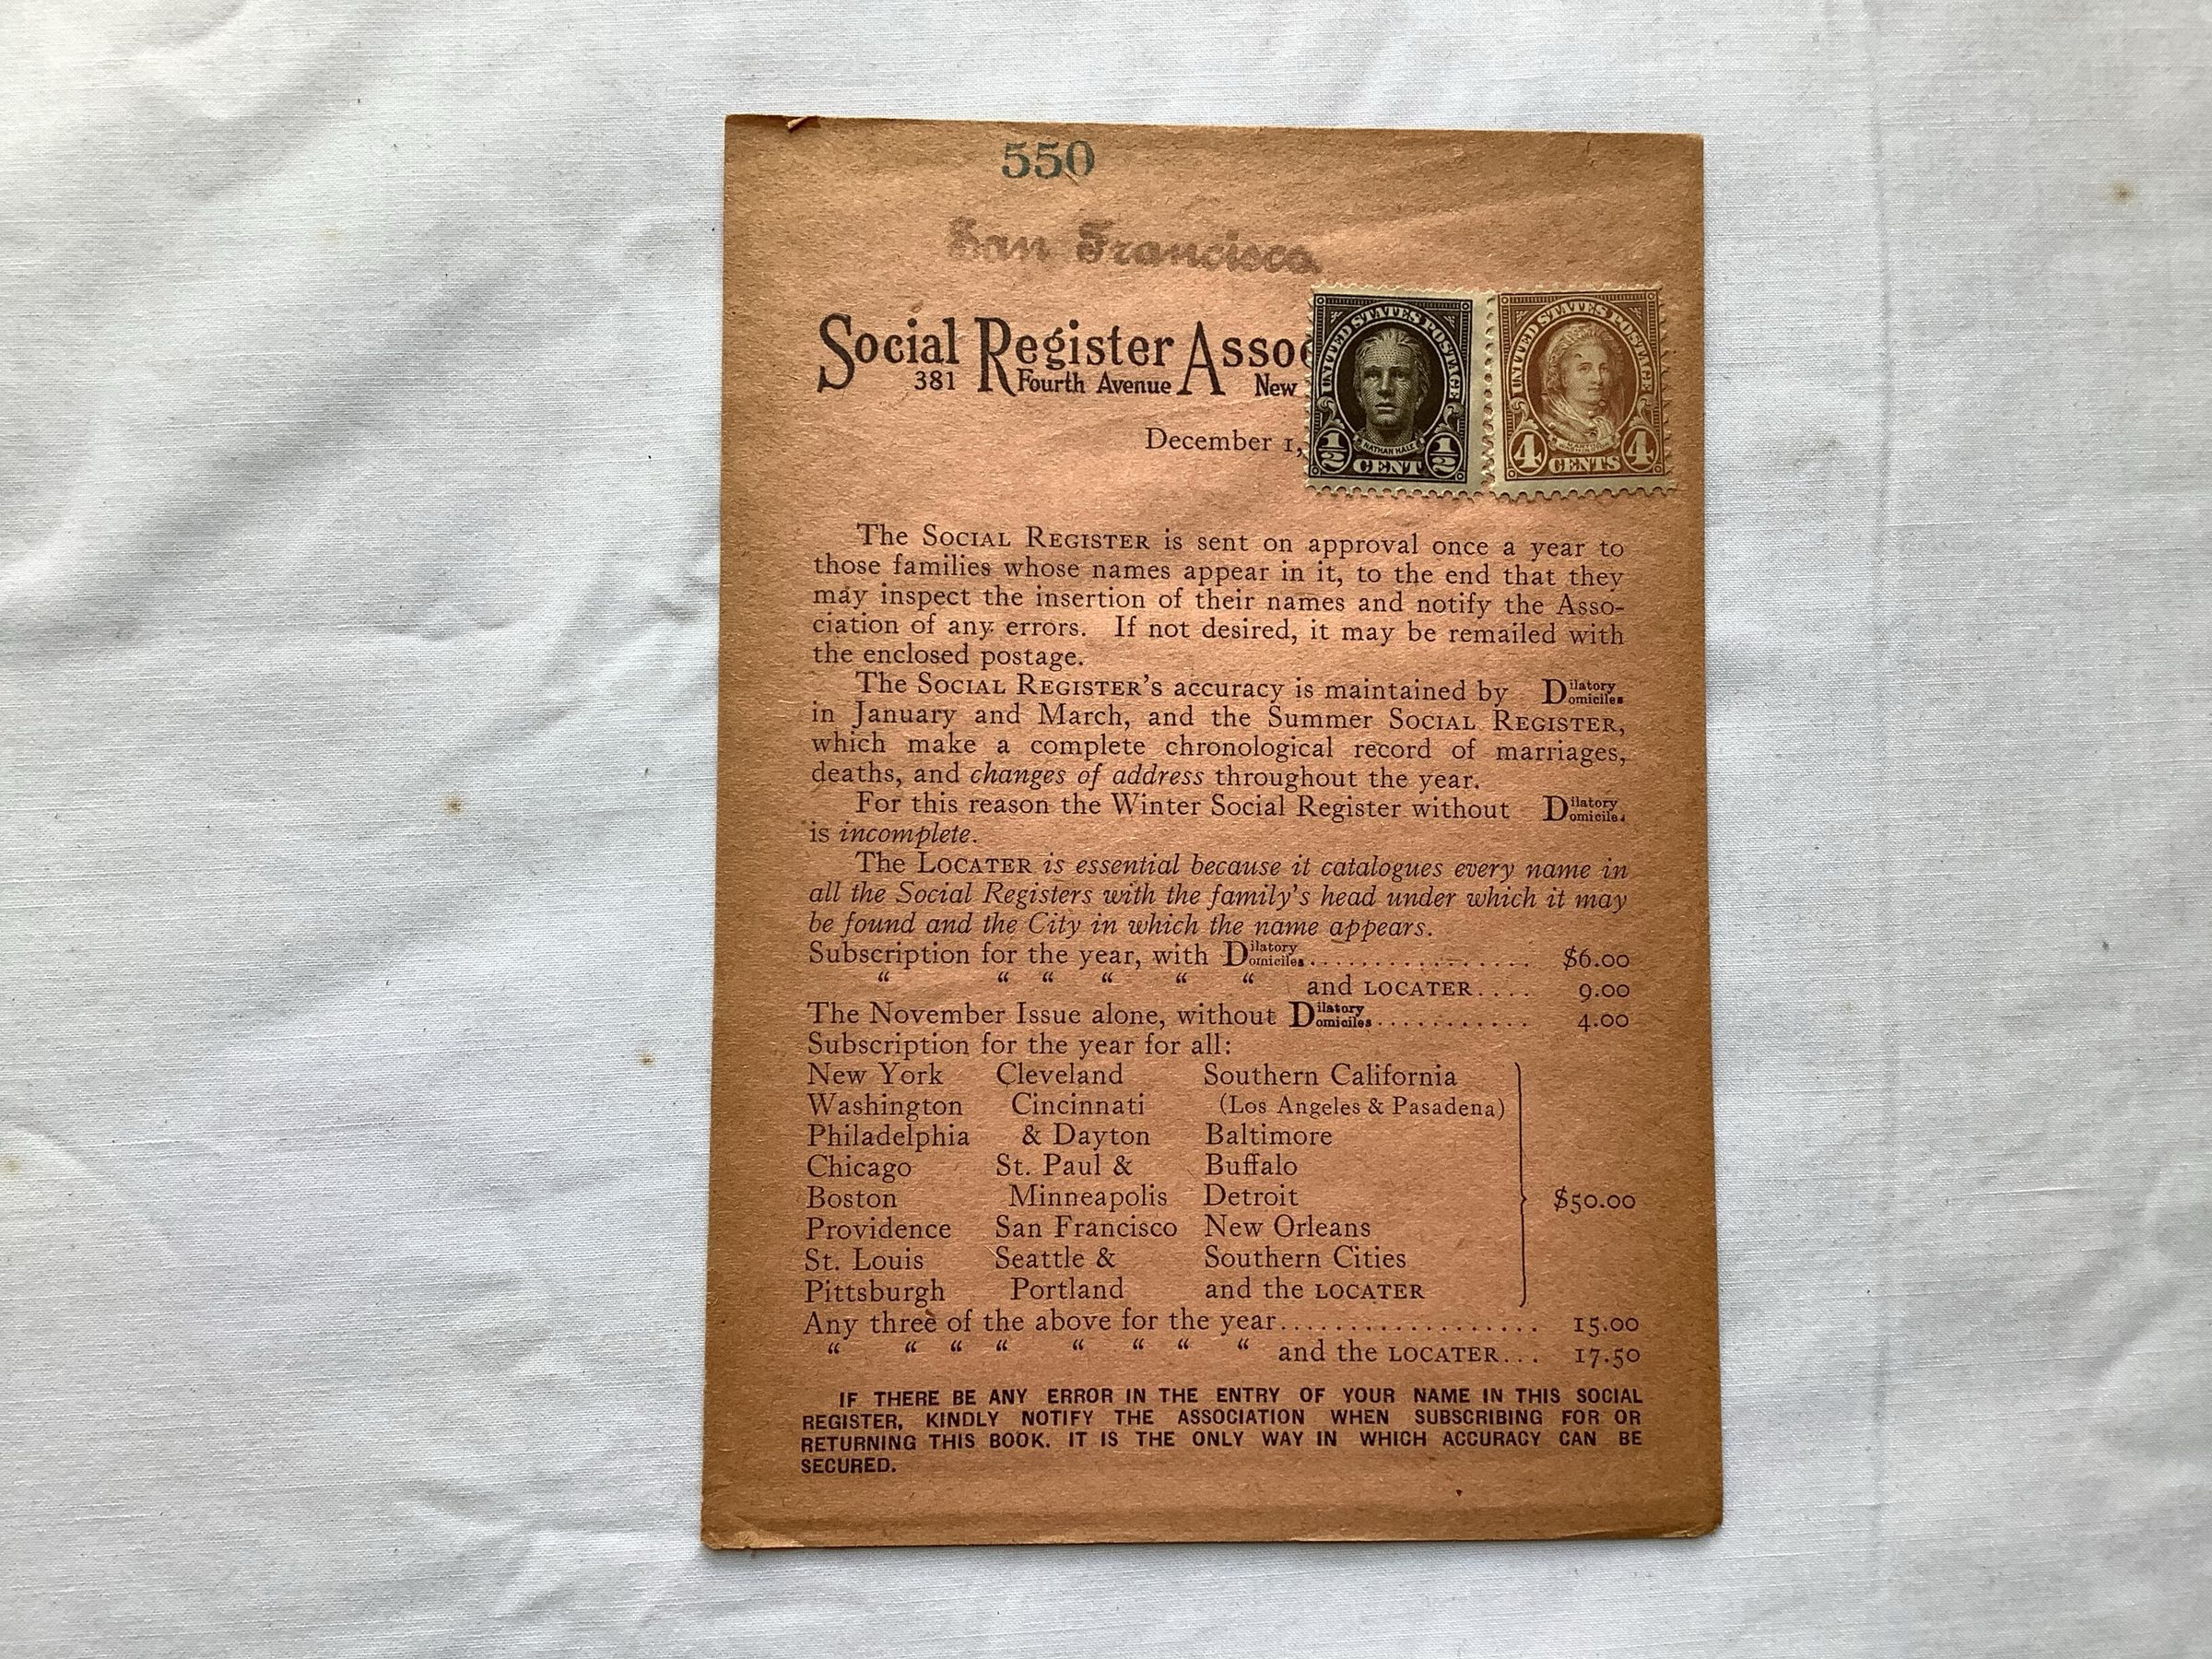 550
San Francisco
Social Register Asso
381 Fourth Avenue New
December 1,
UNITED STATES POSTAGE
NATHAN HALE
1/2 CENT 1/2
UNITED STATES POSTAGE
4 CENTS 4
The SOCIAL REGISTER is sent on approval once a year to
those families whose names appear in it, to the end that they
may inspect the insertion of their names and notify the Asso-
ciation of any errors. If not desired, it may be remailed with
the enclosed postage.
The SOCIAL REGISTER'S accuracy is maintained by Dilatory Domiciles
in January and March, and the Summer SOCIAL REGISTER,
which make a complete chronological record of marriages,
deaths, and changes of address throughout the year.
For this reason the Winter Social Register without Dilatory Domiciles
is incomplete.
The LOCATER is essential because it catalogues every name in
all the Social Registers with the family's head under which it may
be found and the City in which the name appears.
Subscription for the year, with Dilatory Domiciles................ $6.00
" " " " " " and LOCATER.... 9.00
The November Issue alone, without Dilatory Domiciles........... 4.00
Subscription for the year for all:
New York Cleveland Southern California
Washington Cincinnati (Los Angeles & Pasadena)
Philadelphia & Dayton Baltimore
Chicago St. Paul & Buffalo
Boston Minneapolis Detroit $50.00
Providence San Francisco New Orleans
St. Louis Seattle & Southern Cities
Pittsburgh Portland and the LOCATER
Any three of the above for the year.................. 15.00
" " " " " " " " and the LOCATER... 17.50
IF THERE BE ANY ERROR IN THE ENTRY OF YOUR NAME IN THIS SOCIAL
REGISTER, KINDLY NOTIFY THE ASSOCIATION WHEN SUBSCRIBING FOR OR
RETURNING THIS BOOK. IT IS THE ONLY WAY IN WHICH ACCURACY CAN BE
SECURED.